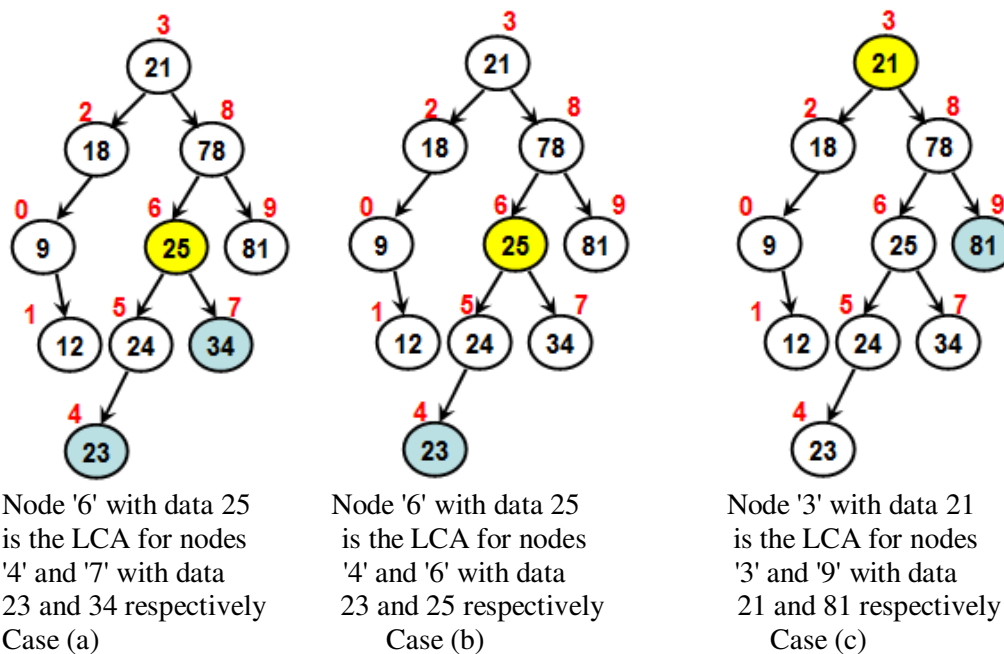 3 3 3
21 21 21
2 8 2 8 2 8
18 78 18 78 18 78
0 6 9 0 6 9 0 6 9
9 25 81 9 25 81 9 25 81
1 5 7 1 5 7 1 5 7
12 24 34 12 24 34 12 24 34
4 4 4
23 23 23
Node '6' with data 25
is the LCA for nodes
'4' and '7' with data
23 and 34 respectively
Case (a)
Node '6' with data 25
is the LCA for nodes
'4' and '6' with data
23 and 25 respectively
Case (b)
Node '3' with data 21
is the LCA for nodes
'3' and '9' with data
21 and 81 respectively
Case (c)